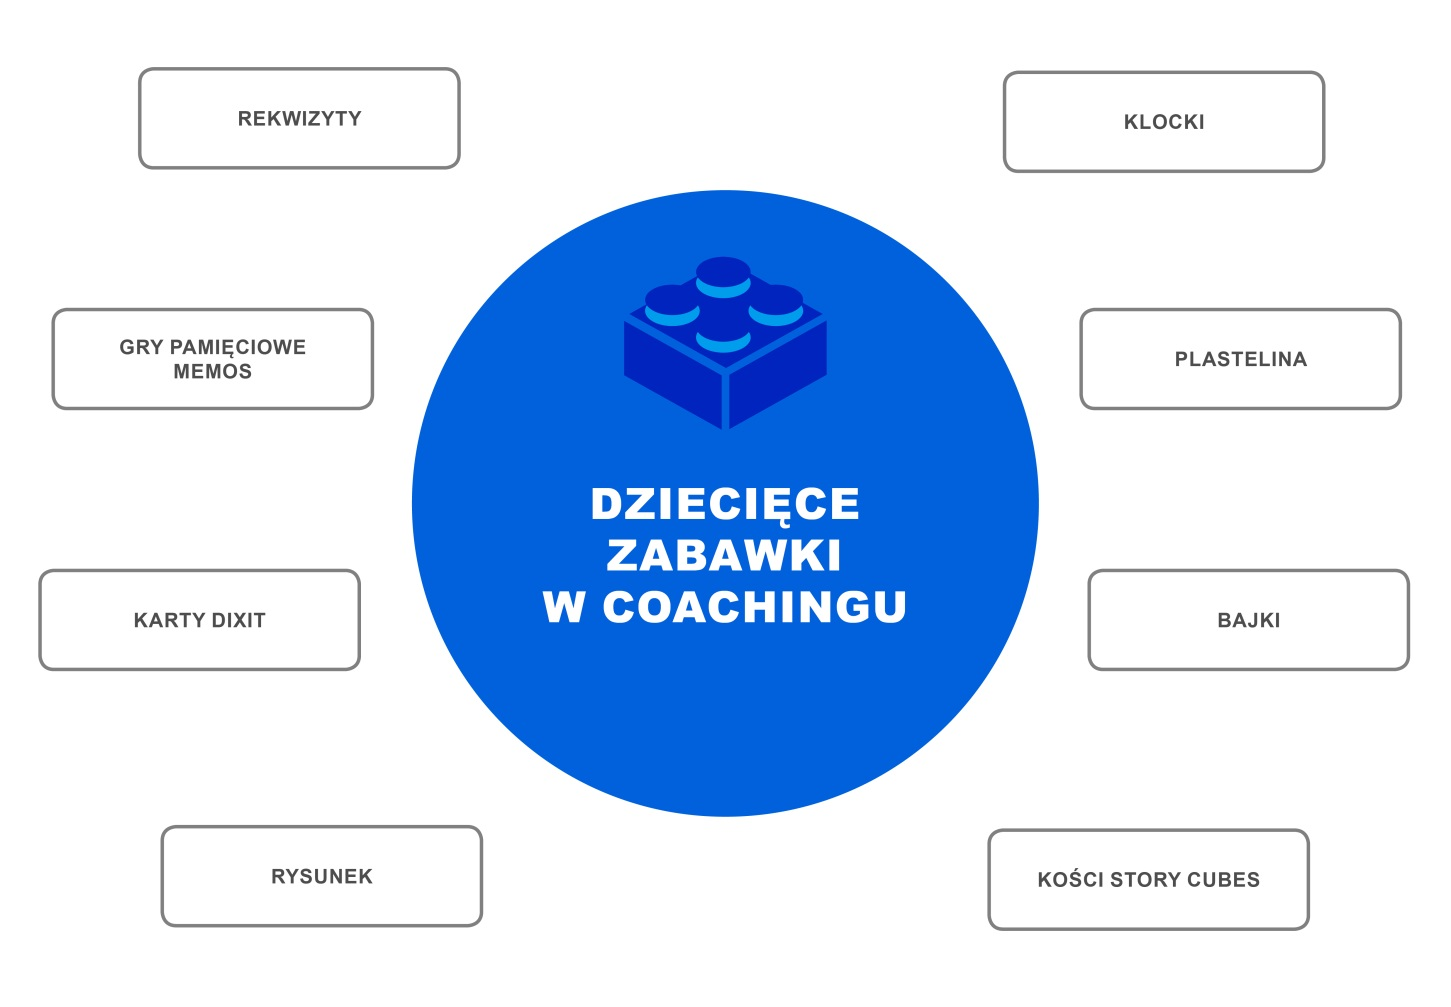 REKWIZYTY
KLOCKI
GRY PAMIĘCIOWE
MEMOS
PLASTELINA
DZIECIĘCE
ZABAWKI
W COACHINGU
KARTY DIXIT
BAJKI
RYSUNEK
KOŚCI STORY CUBES